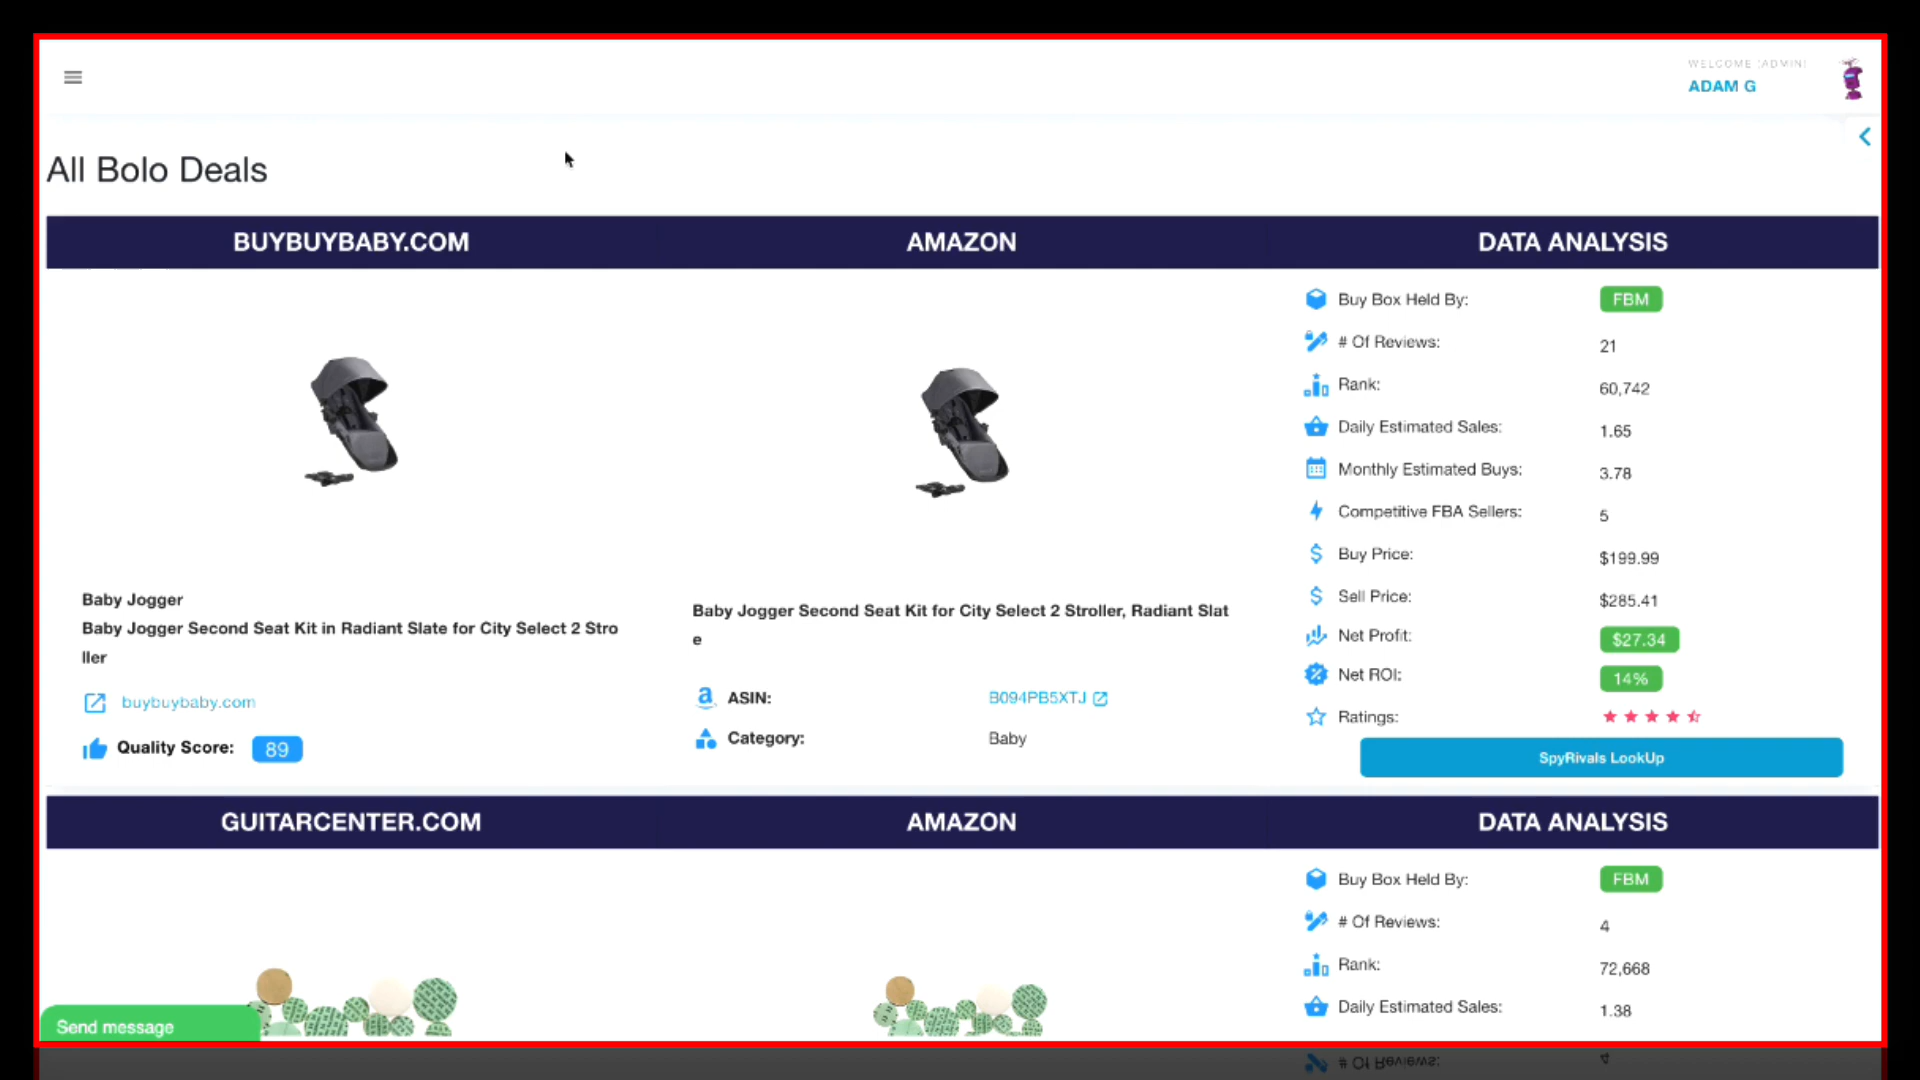 WELCOME (ADMIN)
ADAM G
All Bolo Deals
BUYBUYBABY.COM
AMAZON
DATA ANALYSIS
Baby Jogger
Baby Jogger Second Seat Kit in Radiant Slate for City Select 2 Stro
ller
buybuybaby.com
Quality Score: 89
Baby Jogger Second Seat Kit for City Select 2 Stroller, Radiant Slat
e
ASIN: B094PB5XTJ
Category: Baby
Buy Box Held By: FBM
# Of Reviews: 21
Rank: 60,742
Daily Estimated Sales: 1.65
Monthly Estimated Buys: 3.78
Competitive FBA Sellers: 5
Buy Price: $199.99
Sell Price: $285.41
Net Profit: $27.34
Net ROI: 14%
Ratings:
SpyRivals LookUp
GUITARCENTER.COM
AMAZON
DATA ANALYSIS
Buy Box Held By: FBM
# Of Reviews: 4
Rank: 72,668
Daily Estimated Sales: 1.38
Send message
# Of Reviews: 4